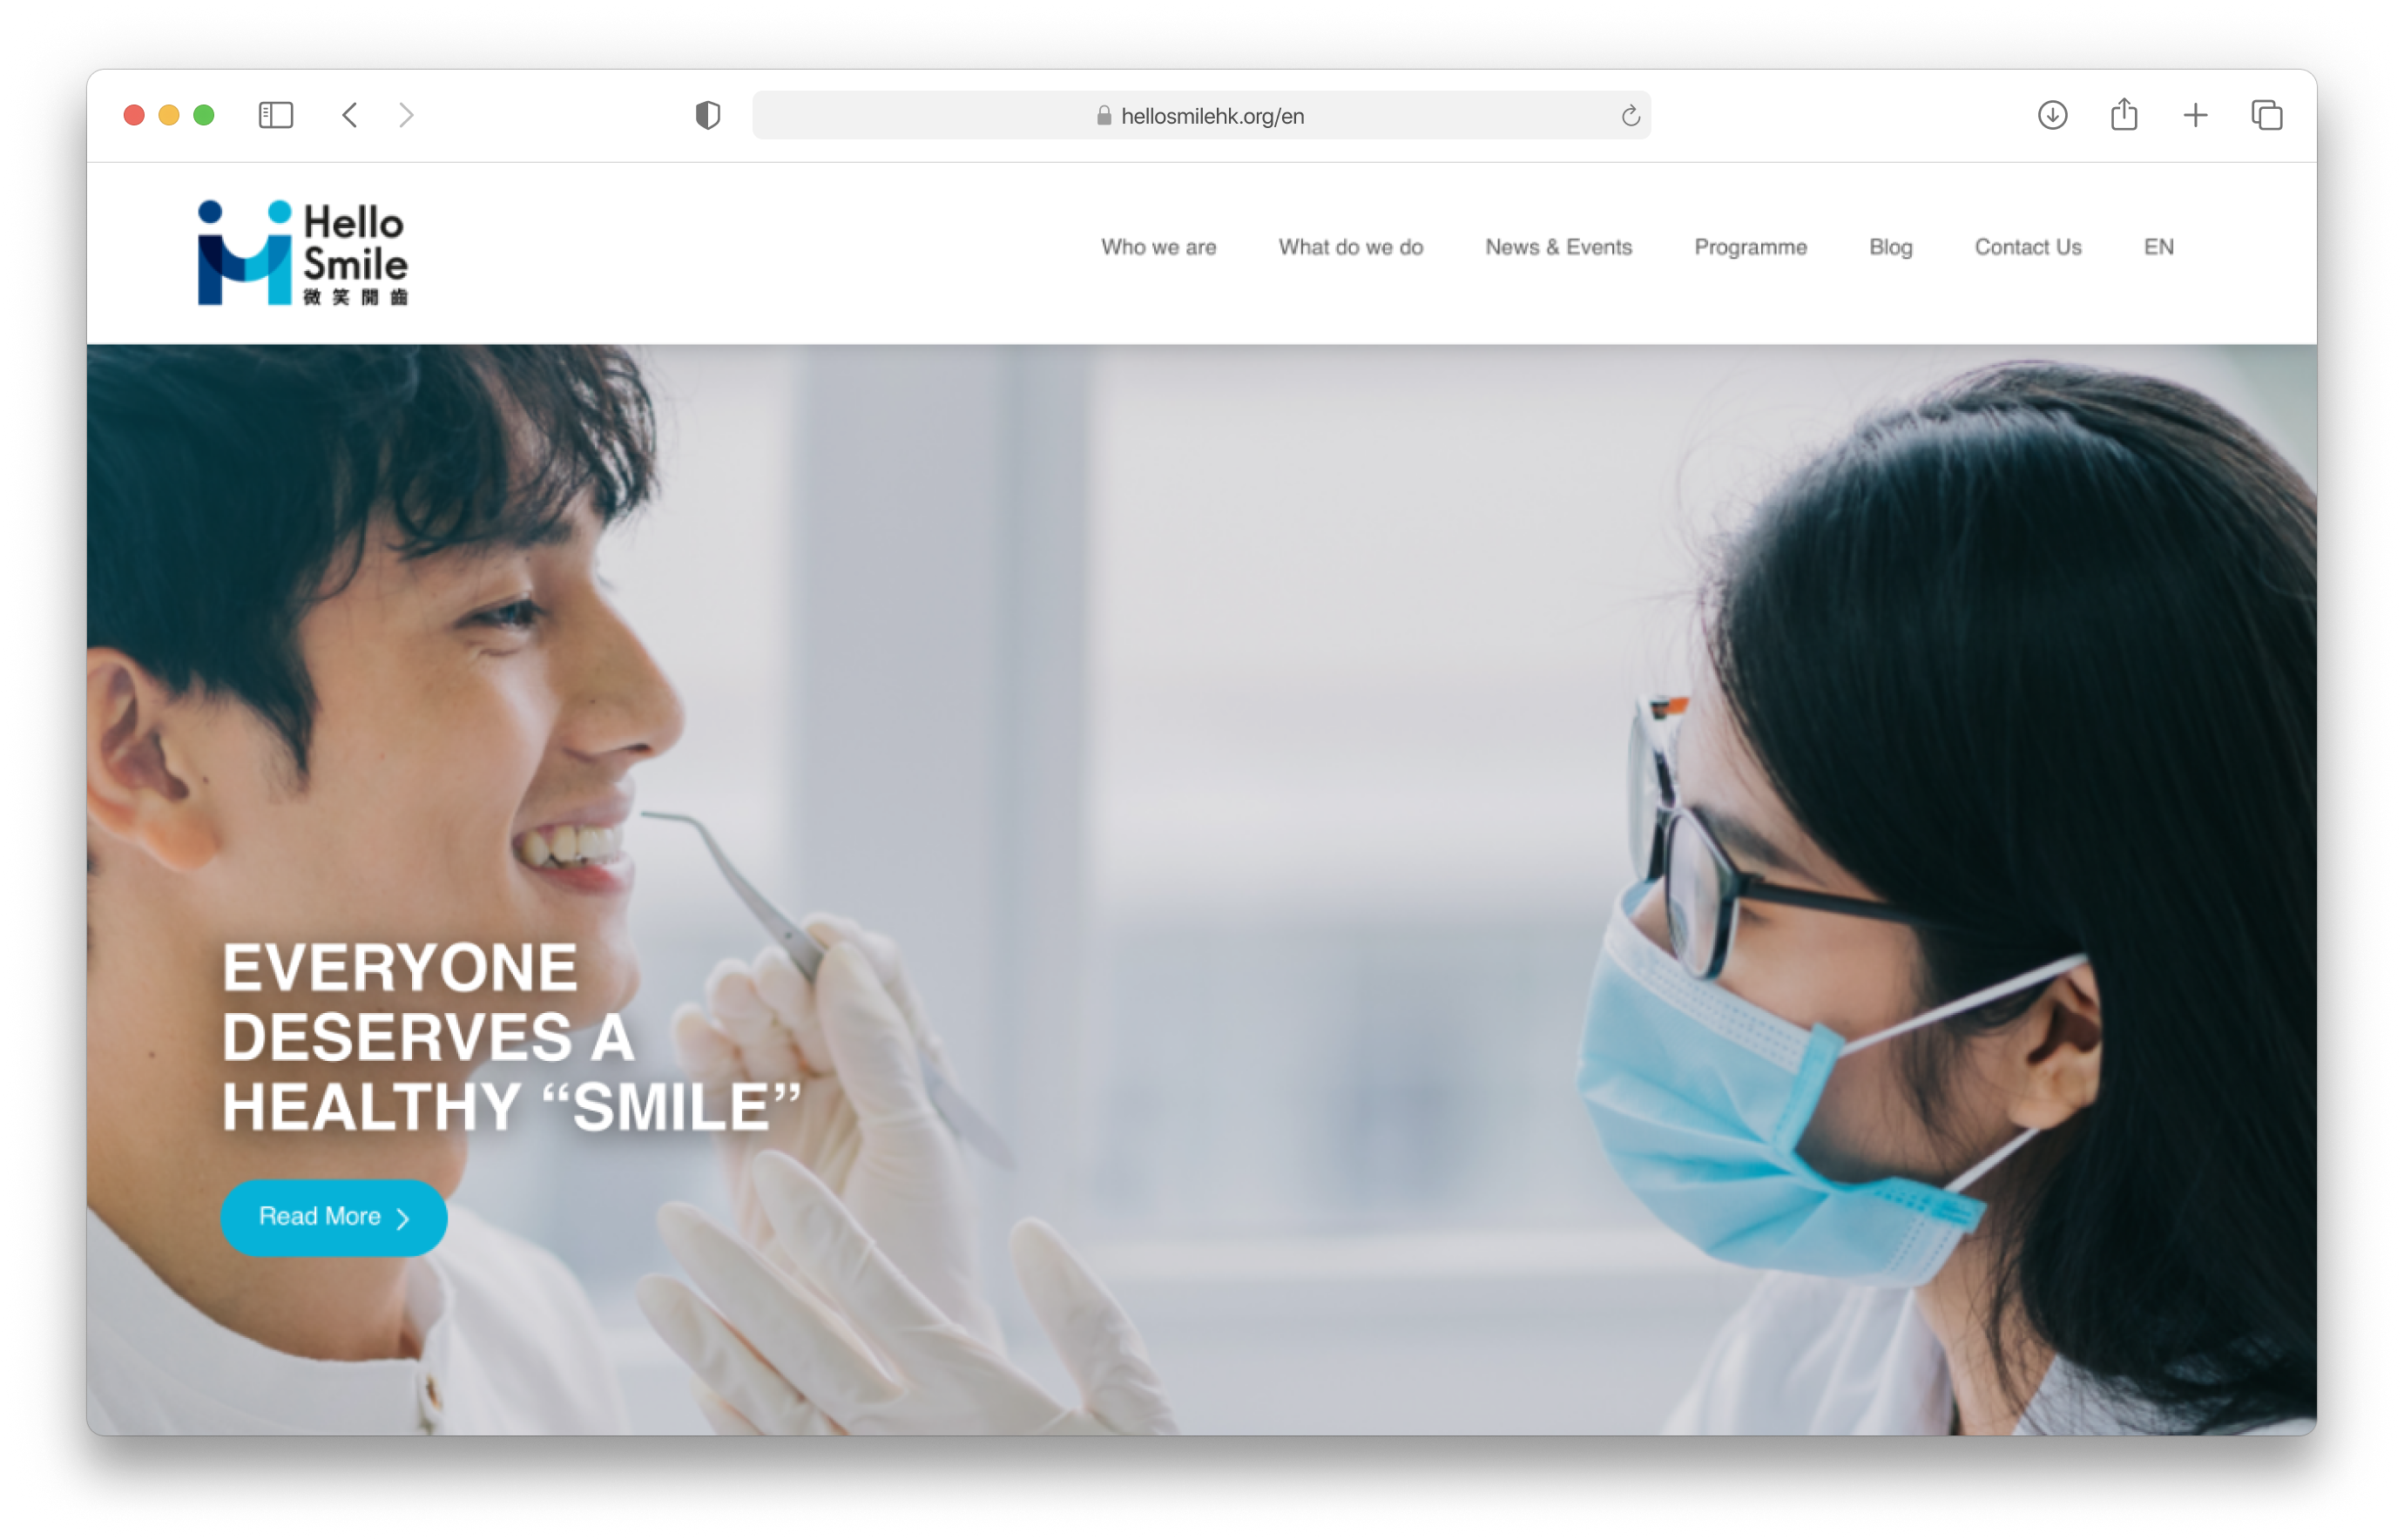 hellosmilehk.org/en
Hello
Smile
微笑開齒
Who we are
What do we do
News & Events
Programme
Blog
Contact Us
EN
EVERYONE
DESERVES A
HEALTHY “SMILE”
Read More